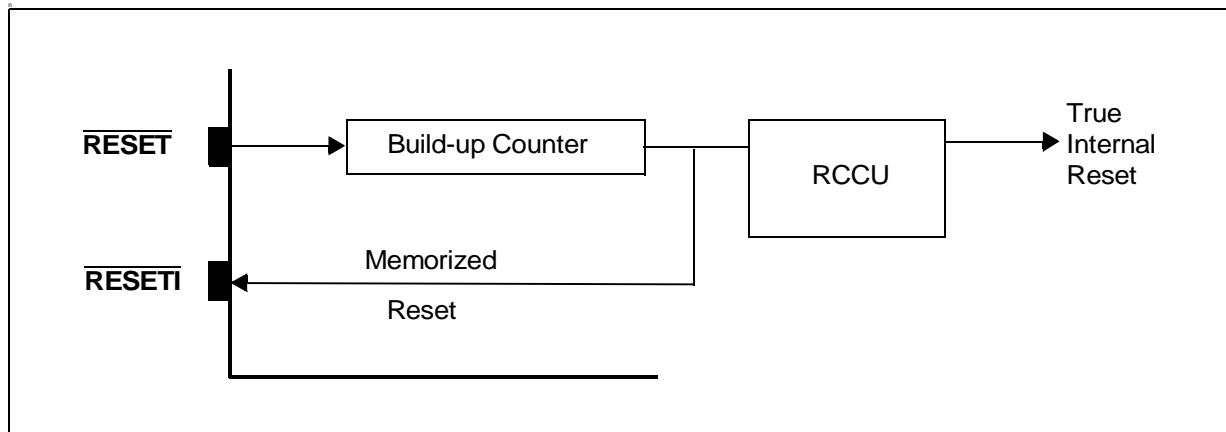 RESET
Build-up Counter
RCCU
True
Internal
Reset
RESETI
Memorized
Reset